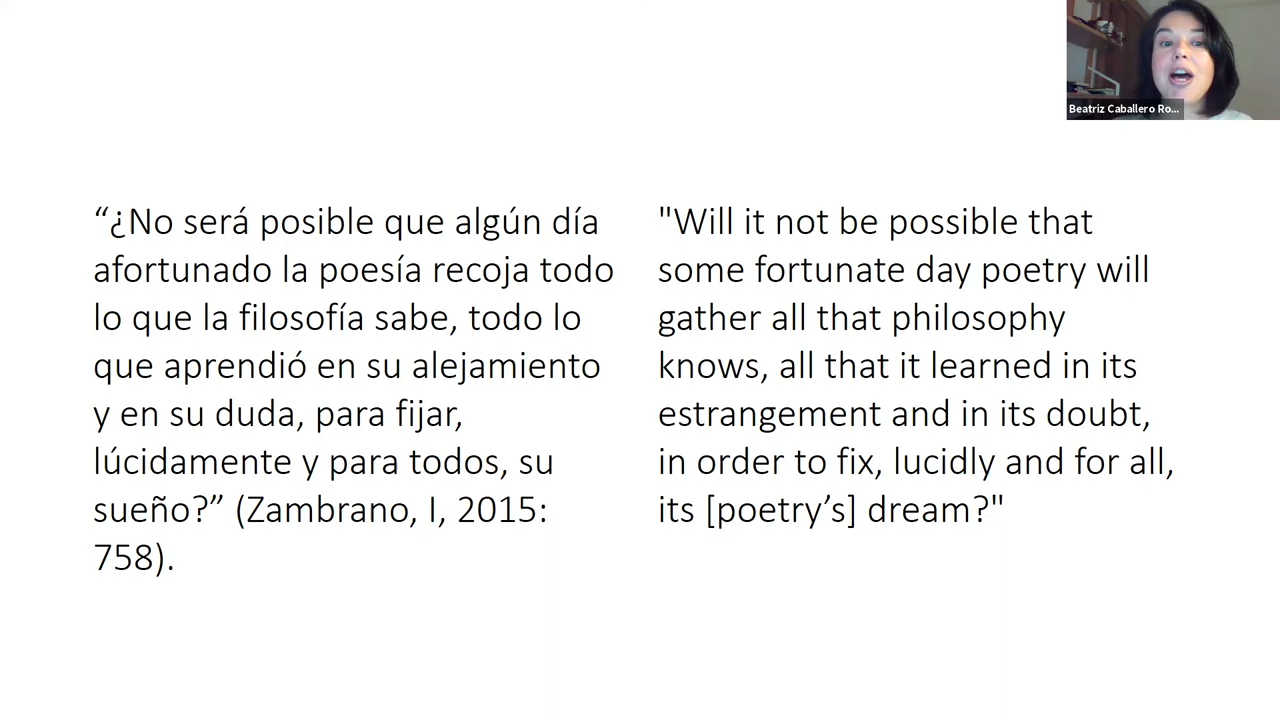 Beatriz Caballero Ro...
“¿No será posible que algún día
afortunado la poesía recoja todo
lo que la filosofía sabe, todo lo
que aprendió en su alejamiento
y en su duda, para fijar,
lúcidamente y para todos, su
sueño?” (Zambrano, I, 2015:
758).
"Will it not be possible that
some fortunate day poetry will
gather all that philosophy
knows, all that it learned in its
estrangement and in its doubt,
in order to fix, lucidly and for all,
its [poetry’s] dream?"